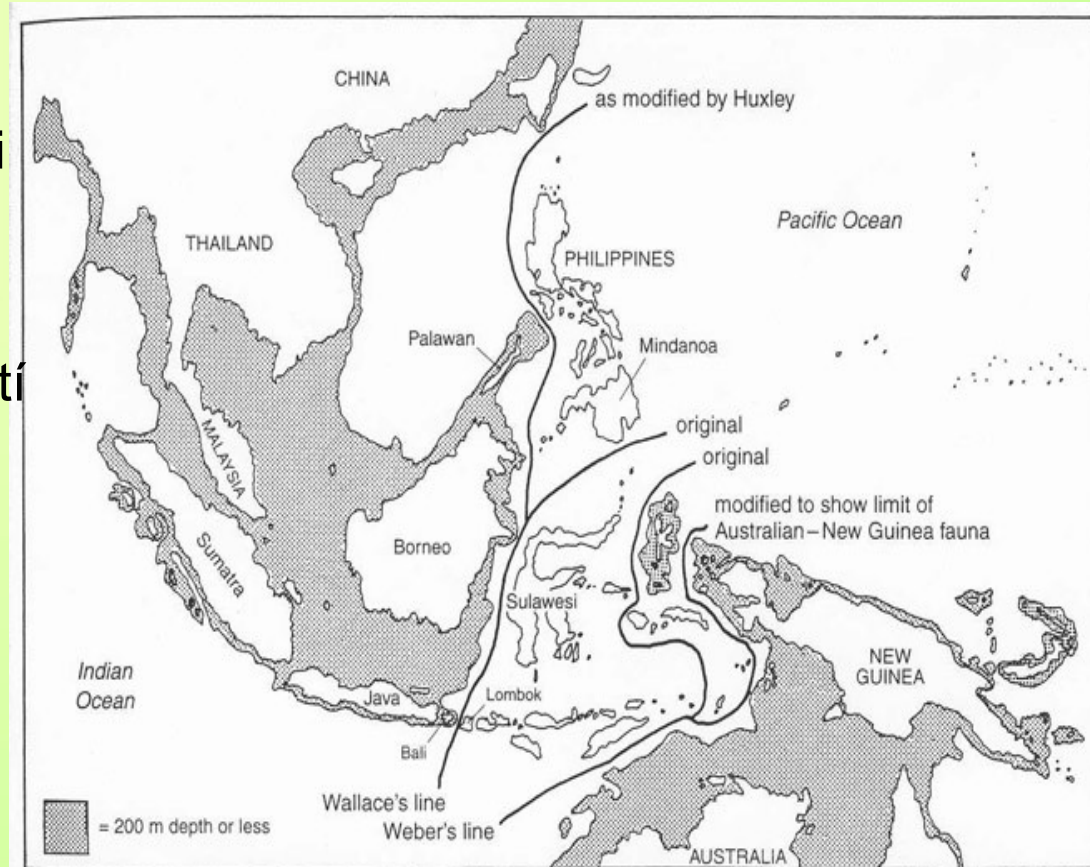 CHINA
as modified by Huxley
i
Pacific Ocean
THAILAND
PHILIPPINES
Palawan
Mindanoa
tí
MALAYSIA
original
original
modified to show limit of
Australian–New Guinea fauna
Sumatra
Borneo
Sulawesi
Indian
Ocean
NEW
GUINEA
Java
Lombok
Bali
Wallace's line
= 200 m depth or less
Weber's line
AUSTRALIA